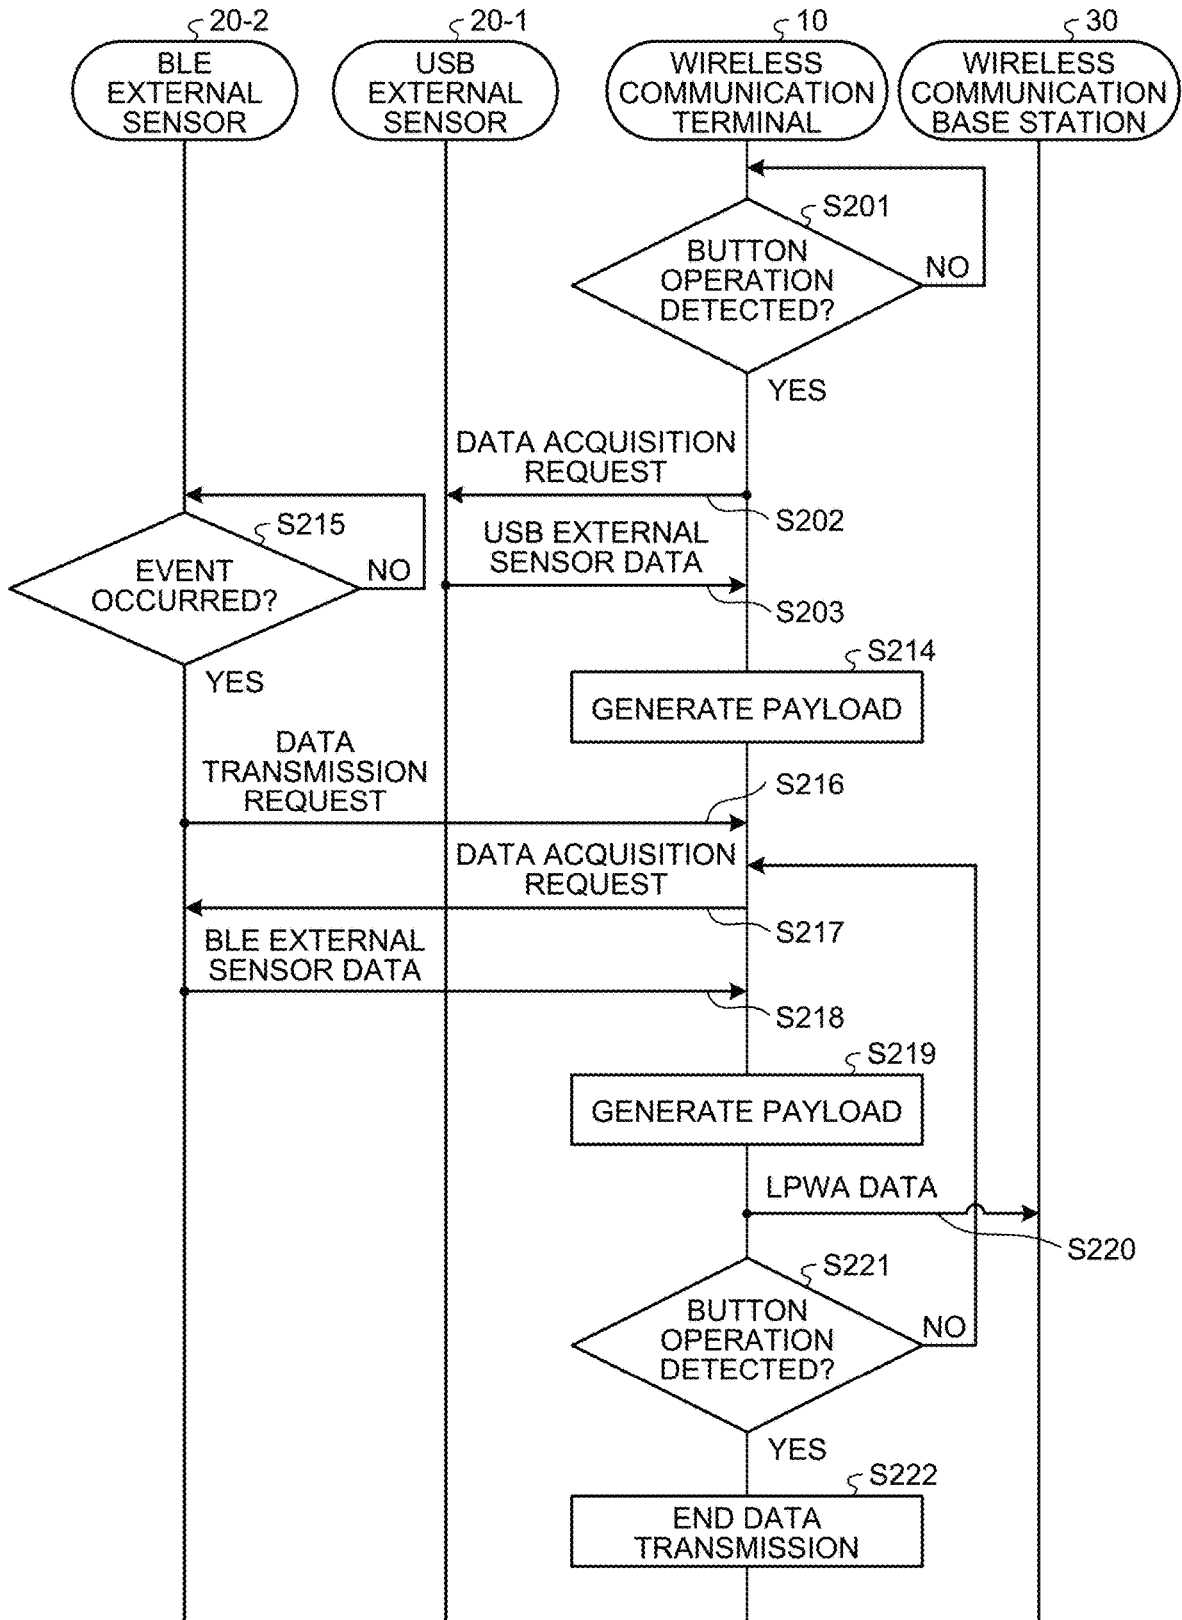 20-2
20-1
10
30
BLE
EXTERNAL
SENSOR
USB
EXTERNAL
SENSOR
WIRELESS
COMMUNICATION
TERMINAL
WIRELESS
COMMUNICATION
BASE STATION
S201
BUTTON
OPERATION
DETECTED?
NO
YES
DATA ACQUISITION
REQUEST
S202
S215
EVENT
OCCURRED?
NO
YES
USB EXTERNAL
SENSOR DATA
S203
S214
GENERATE PAYLOAD
DATA
TRANSMISSION
REQUEST
S216
DATA ACQUISITION
REQUEST
S217
BLE EXTERNAL
SENSOR DATA
S218
S219
GENERATE PAYLOAD
LPWA DATA
S220
S221
BUTTON
OPERATION
DETECTED?
NO
YES
S222
END DATA
TRANSMISSION